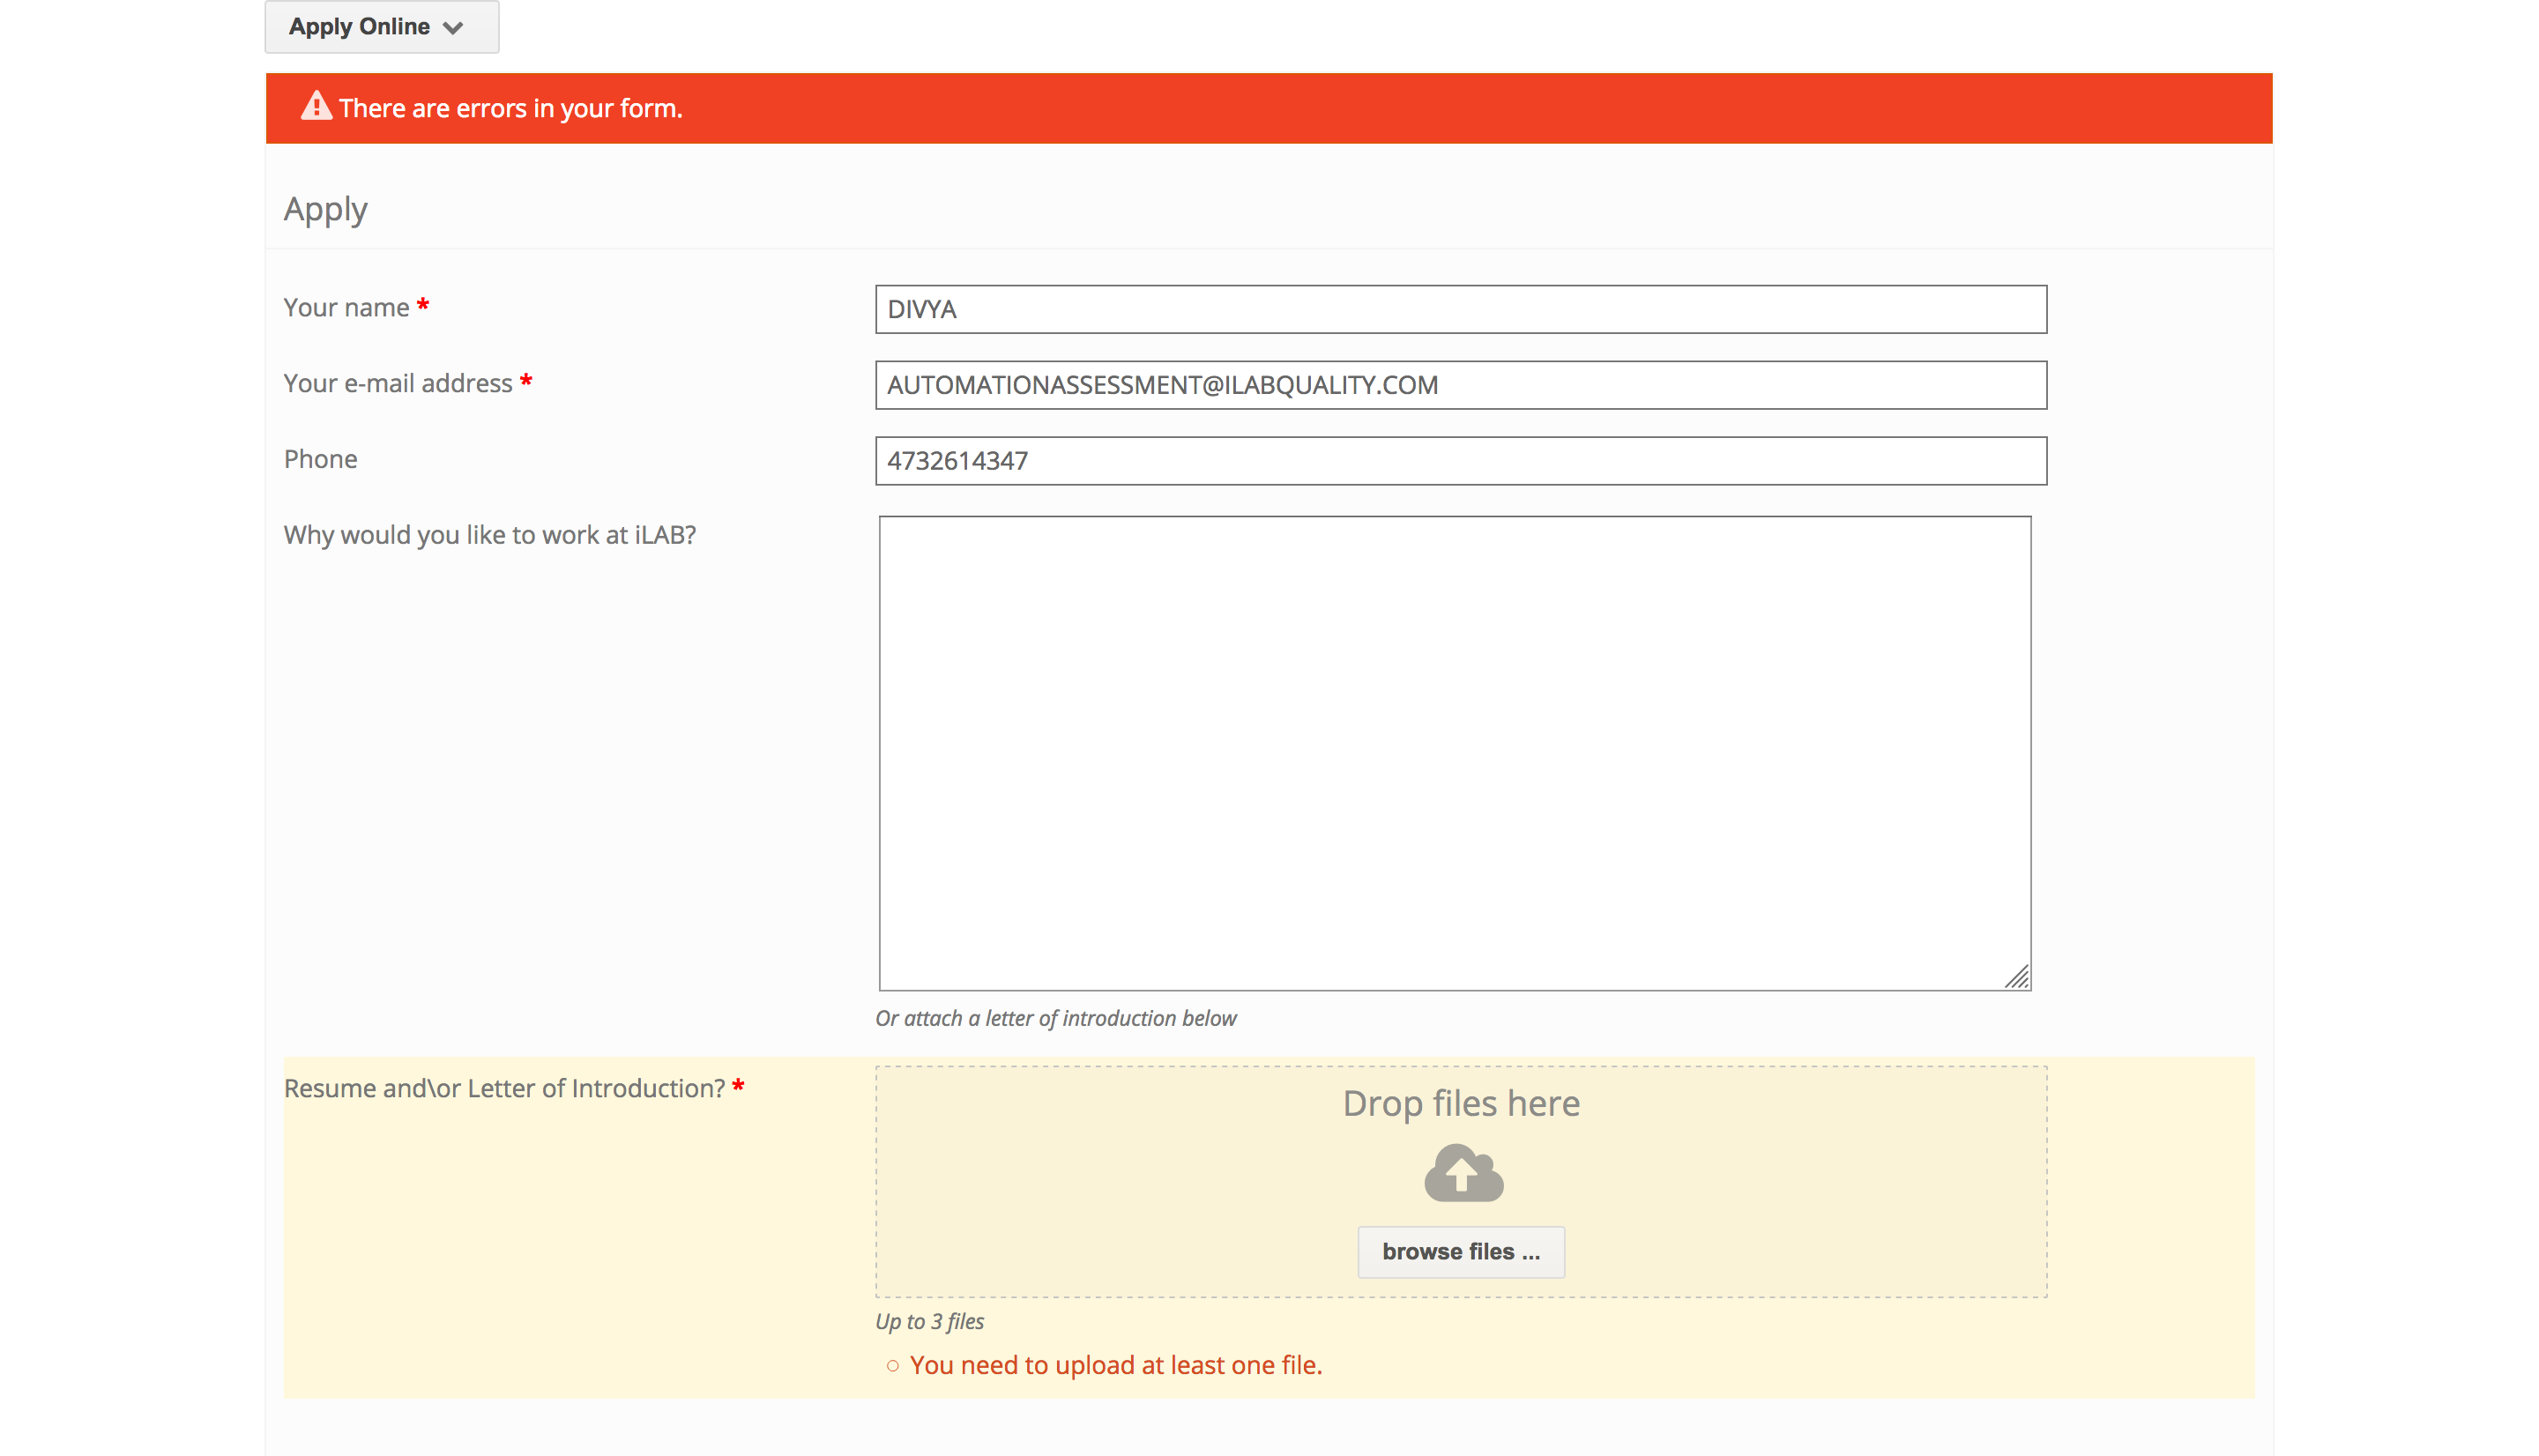 Apply Online
There are errors in your form.
Apply
Your name *
DIVYA
Your e-mail address *
AUTOMATIONASSESSMENT@ILABQUALITY.COM
Phone
4732614347
Why would you like to work at iLAB?
Or attach a letter of introduction below
Resume and\or Letter of Introduction? *
Drop files here
browse files ...
Up to 3 files
You need to upload at least one file.